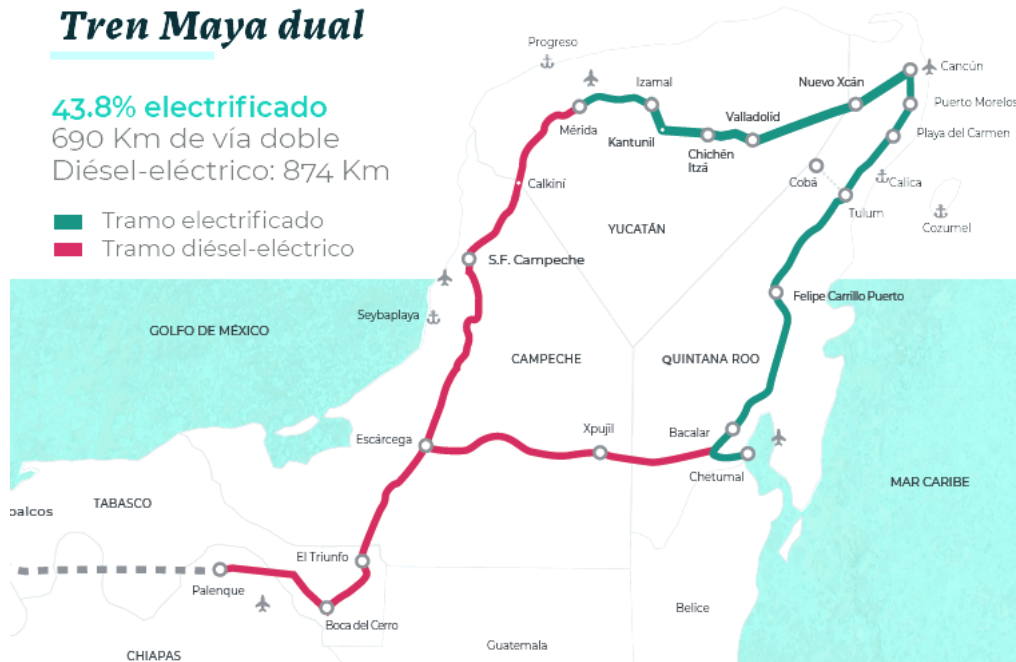 Tren Maya dual
43.8% electrificado
690 Km de vía doble
Diésel-eléctrico: 874 Km
Tramo electrificado
Tramo diésel-eléctrico
Progreso
Mérida
Izamal
Kantunil
Chichén
Itzá
Valladolid
Nuevo Xcán
Cancún
Puerto Morelos
Playa del Carmen
Calica
Cobá
Tulum
Cozumel
Calkiní
YUCATÁN
S.F. Campeche
Seybaplaya
Felipe Carrillo Puerto
GOLFO DE MÉXICO
CAMPECHE
QUINTANA ROO
Escárcega
Xpujil
Bacalar
Chetumal
MAR CARIBE
TABASCO
oalcos
El Triunfo
Palenque
Boca del Cerro
Belice
Guatemala
CHIAPAS